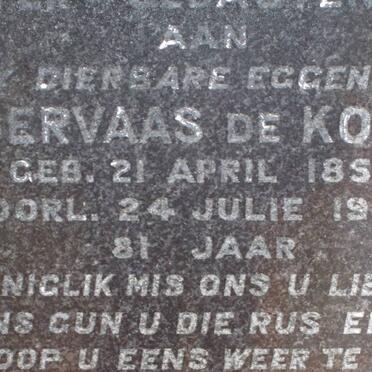 AAN
DIERBARE EGGEN
ERVAAS DE KO
GEB. 21 APRIL 185
OORL. 24 JULIE 19
81 JAAR
NIGLIK MIS ONS U LIE
NS GUN U DIE RUS E
OOP U EENS WEER TE